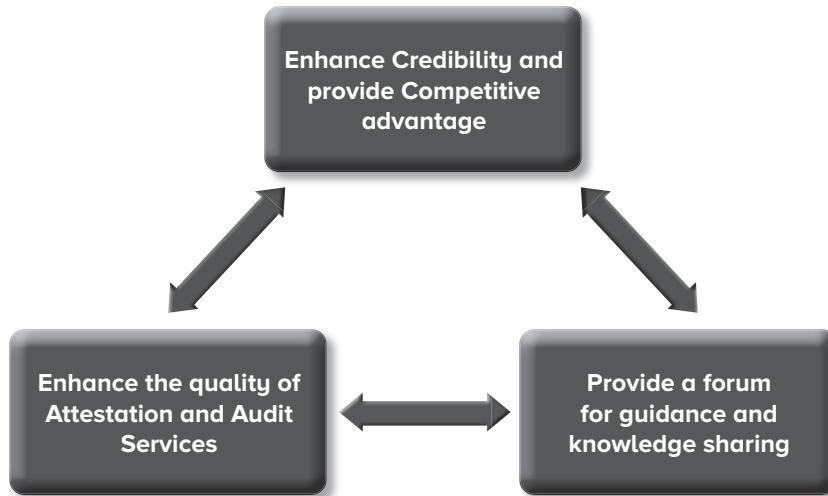 Enhance Credibility and
provide Competitive
advantage
Enhance the quality of
Attestation and Audit
Services
Provide a forum
for guidance and
knowledge sharing